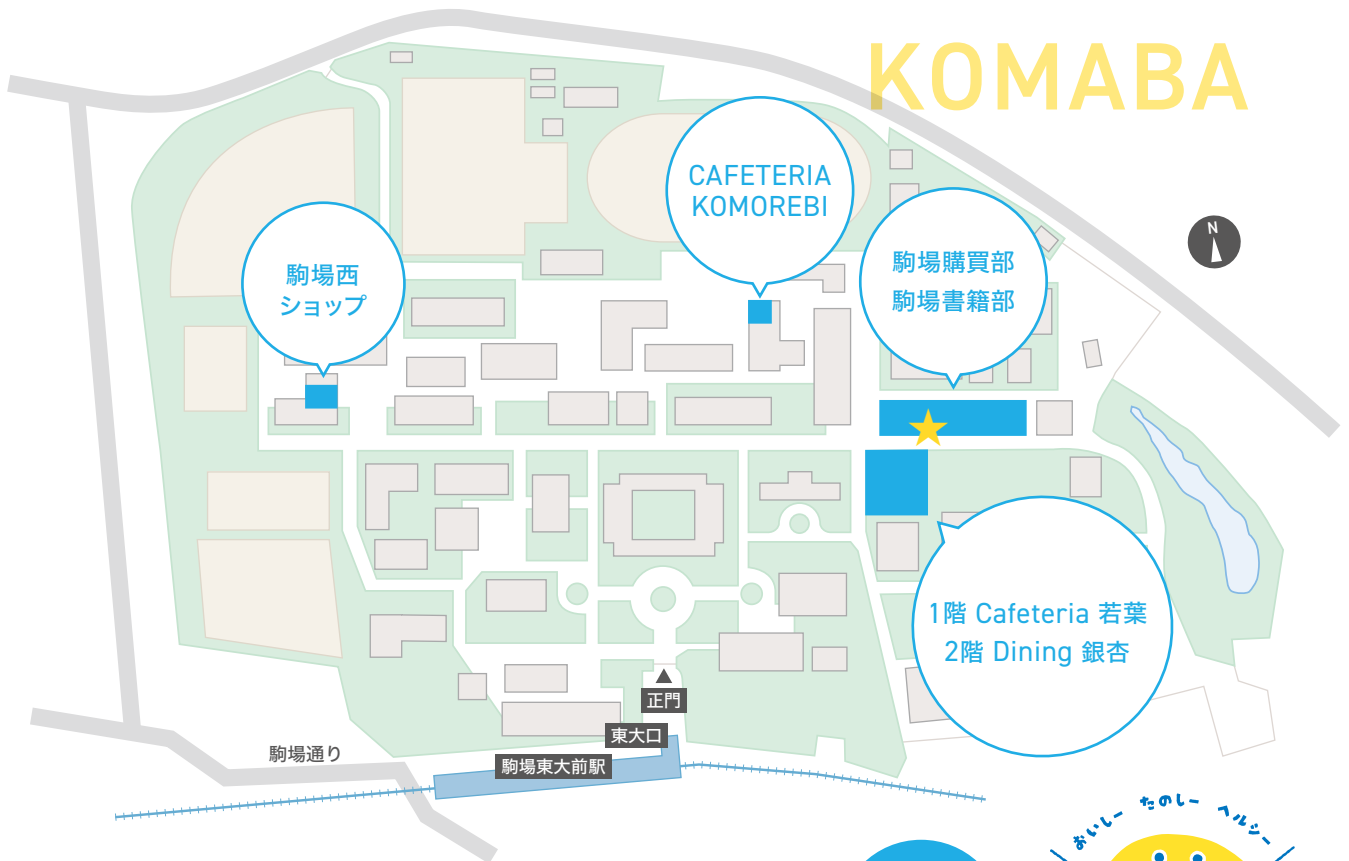 KOMABA
CAFETERIA
KOMOREBI
N
駒場購買部
駒場書籍部
駒場西
ショップ
1階 Cafeteria 若葉
2階 Dining 銀杏
正門
東大口
駒場通り
駒場東大前駅
おいしー たのしー ヘルシー